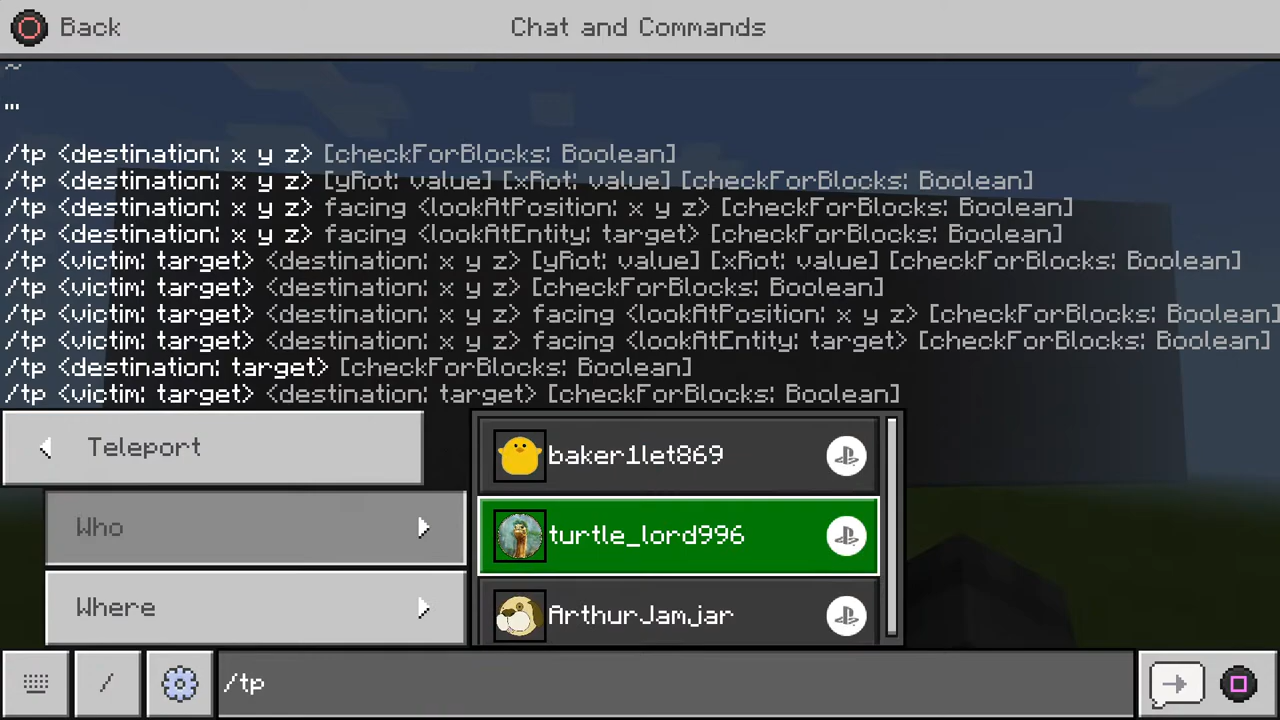 Back
Chat and Commands
~
...
/tp <destination: x y z> [checkForBlocks: Boolean]
/tp <destination: x y z> [yRot: value] [xRot: value] [checkForBlocks: Boolean]
/tp <destination: x y z> facing <lookAtPosition: x y z> [checkForBlocks: Boolean]
/tp <destination: x y z> facing <lookAtEntity: target> [checkForBlocks: Boolean]
/tp <victim: target> <destination: x y z> [yRot: value] [xRot: value] [checkForBlocks: Boolean]
/tp <victim: target> <destination: x y z> [checkForBlocks: Boolean]
/tp <victim: target> <destination: x y z> facing <lookAtPosition: x y z> [checkForBlocks: Boolean]
/tp <victim: target> <destination: x y z> facing <lookAtEntity: target> [checkForBlocks: Boolean]
/tp <destination: target> [checkForBlocks: Boolean]
/tp <victim: target> <destination: target> [checkForBlocks: Boolean]
Teleport
Who
Where
baker1let869
turtle_lord996
ArthurJamjar
/
/tp